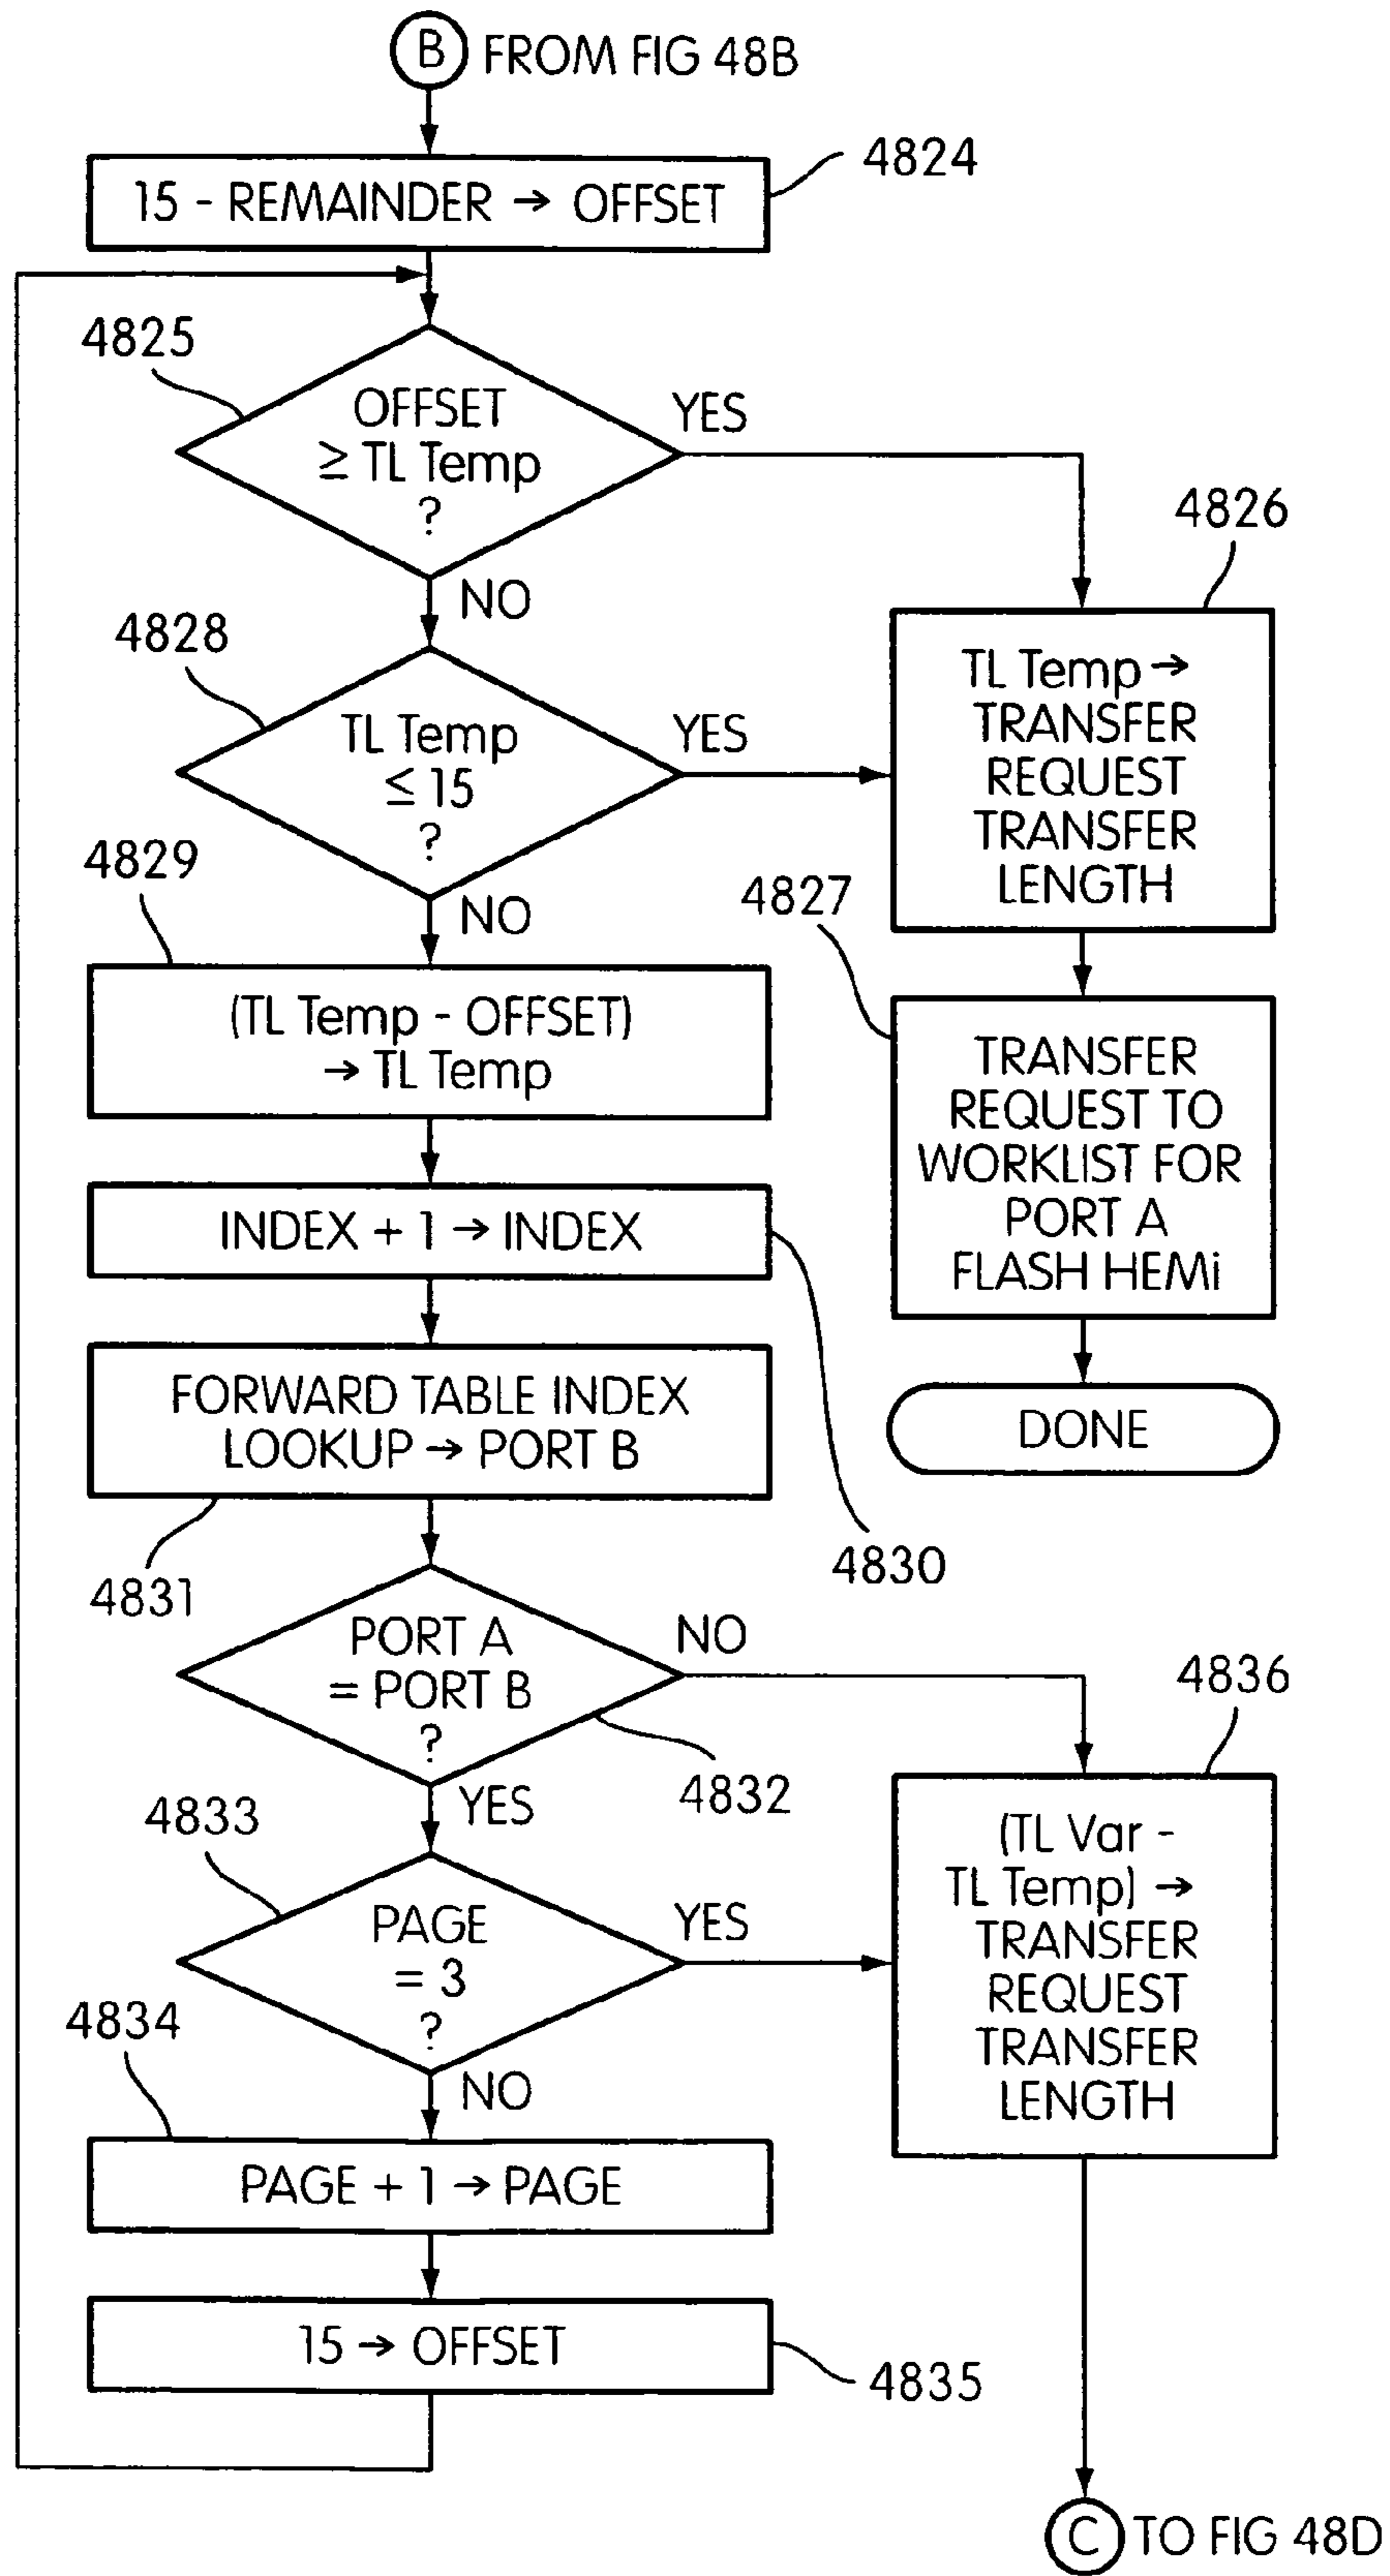 B FROM FIG 48B
4824
15 - REMAINDER → OFFSET
4825
OFFSET
≥ TL Temp
?
YES
NO
4826
TL Temp →
TRANSFER
REQUEST
TRANSFER
LENGTH
4828
TL Temp
≤ 15
?
YES
NO
4827
TRANSFER
REQUEST TO
WORKLIST FOR
PORT A
FLASH HEMi
DONE
4829
(TL Temp - OFFSET)
→ TL Temp
INDEX + 1 → INDEX
4830
FORWARD TABLE INDEX
LOOKUP → PORT B
4831
PORT A
= PORT B
?
NO
YES
4832
4836
(TL Var -
TL Temp) →
TRANSFER
REQUEST
TRANSFER
LENGTH
4833
PAGE
= 3
?
YES
NO
4834
PAGE + 1 → PAGE
15 → OFFSET
4835
C TO FIG 48D